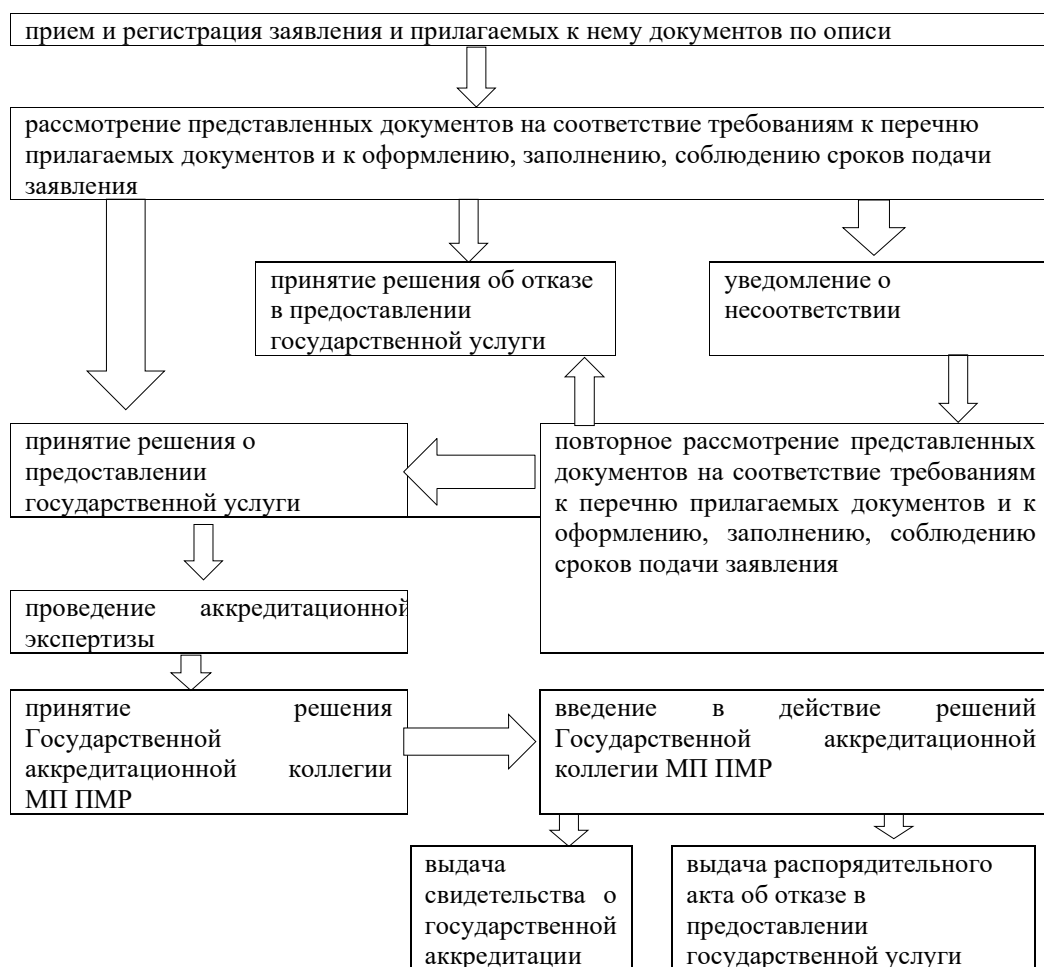 прием и регистрация заявления и прилагаемых к нему документов по описи
рассмотрение представленных документов на соответствие требованиям к перечню
прилагаемых документов и к оформлению, заполнению, соблюдению сроков подачи
заявления
принятие решения об отказе
в предоставлении
государственной услуги
уведомление о
несоответствии
принятие решения о
предоставлении
государственной услуги
повторное рассмотрение представленных
документов на соответствие требованиям
к перечню прилагаемых документов и к
оформлению, заполнению, соблюдению
сроков подачи заявления
проведение аккредитационной
экспертизы
принятие решения
Государственной
аккредитационной коллегии
МП ПМР
введение в действие решений
Государственной аккредитационной
коллегии МП ПМР
выдача
свидетельства о
государственной
аккредитации
выдача распорядительного
акта об отказе в
предоставлении
государственной услуги